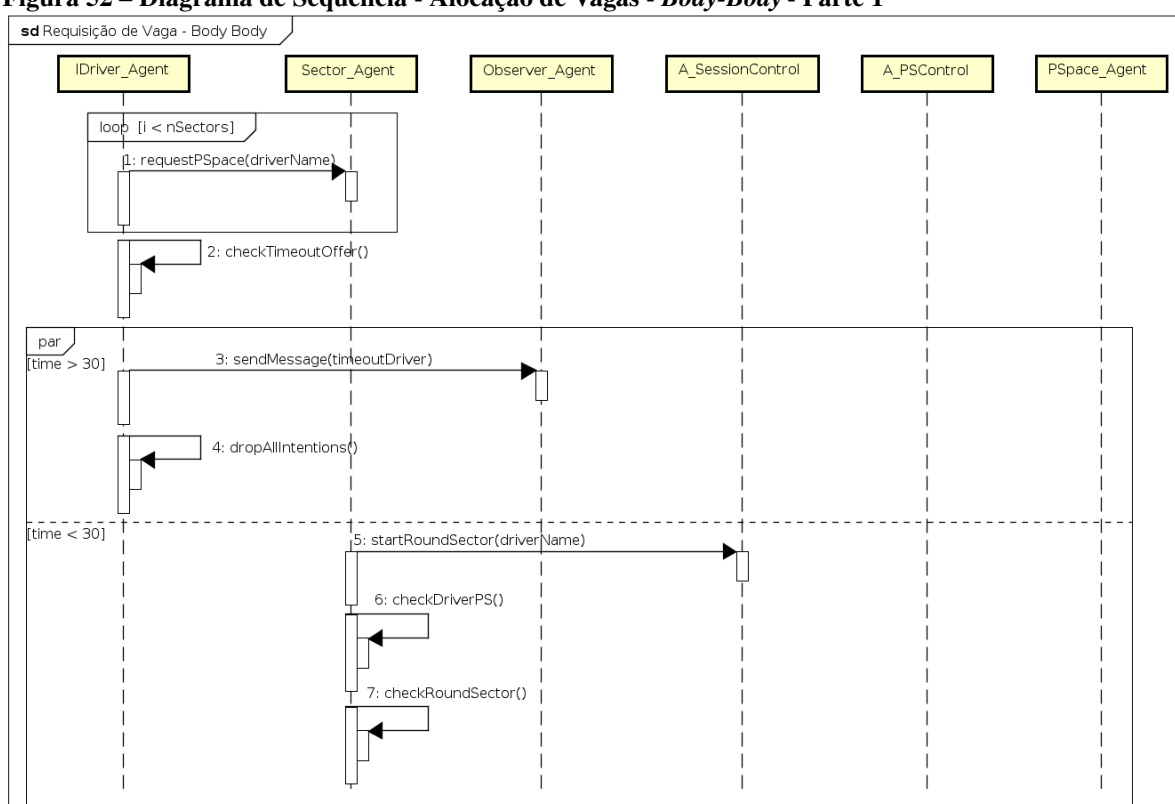 Figura 52 – Diagrama de Sequência - Alocação de Vagas - Body-Body - Parte 1
sd Requisição de Vaga - Body Body
IDriver_Agent
Sector_Agent
Observer_Agent
A_SessionControl
A_PSControl
PSpace_Agent
loop [i < nSectors]
1: requestPSpace(driverName)
2: checkTimeoutOffer()
par
[time > 30]
3: sendMessage(timeoutDriver)
4: dropAllIntentions()
[time < 30]
5: startRoundSector(driverName)
6: checkDriverPS()
7: checkRoundSector()